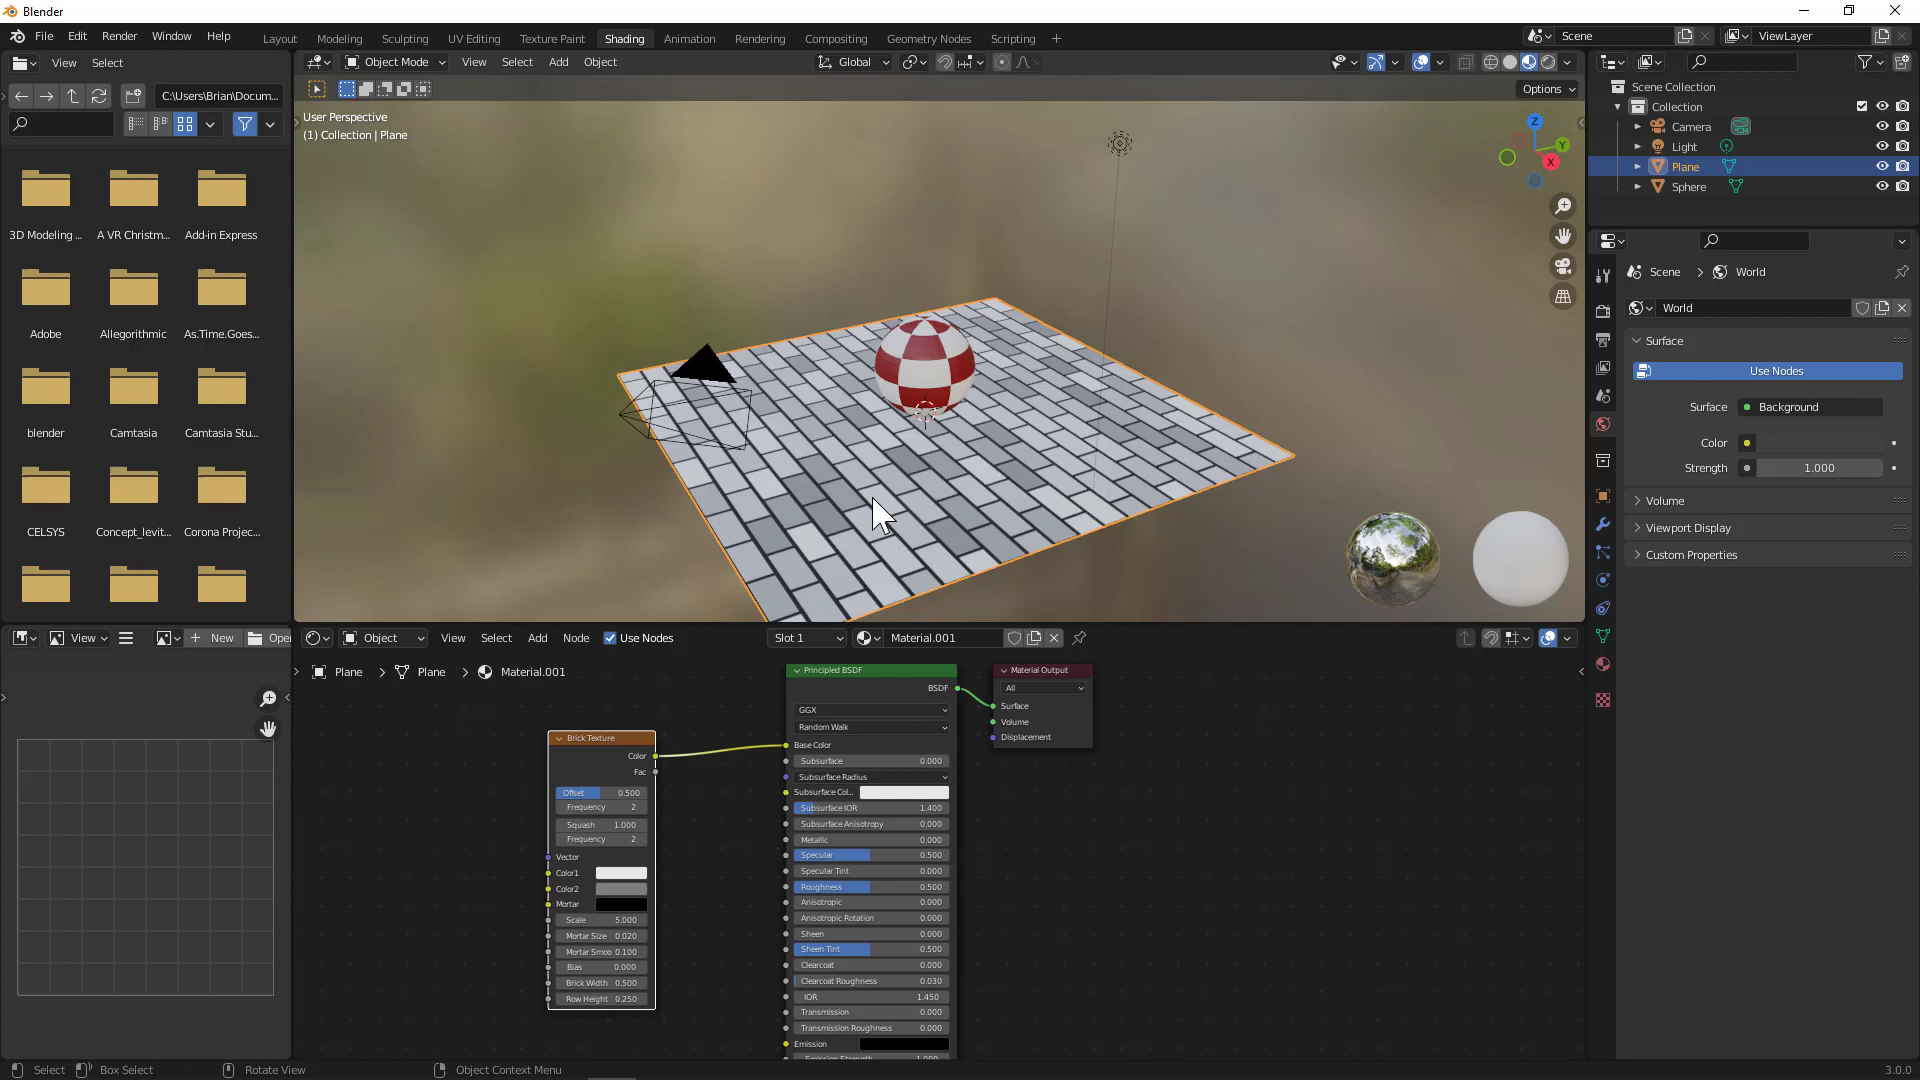 Blender
File Edit Render Window Help
Layout Modeling Sculpting UV Editing Texture Paint Shading Animation Rendering Compositing Geometry Nodes Scripting
Scene
ViewLayer
View Select
Object Mode View Select Add Object
Global
C:\Users\Brian\Docum...
Options
User Perspective
(1) Collection | Plane
Z
Y
X
3D Modeling ... A VR Christm... Add-in Express
Adobe Allegorithmic As.Time.Goes...
blender Camtasia Camtasia Stu...
CELSYS Concept_levit... Corona Projec...
Scene Collection
Collection
Camera
Light
Plane
Sphere
Scene > World
World
Surface
Use Nodes
Surface Background
Color
Strength 1.000
Volume
Viewport Display
Custom Properties
View New Open
Object View Select Add Node Use Nodes Slot 1 Material.001
Plane > Plane > Material.001
Brick Texture
Color
Fac
Offset 0.500
Frequency 2
Squash 1.000
Frequency 2
Vector
Color1
Color2
Mortar
Scale 5.000
Mortar Size 0.020
Mortar Smoo 0.100
Bias 0.000
Brick Width 0.500
Row Height 0.250
Principled BSDF
BSDF
GGX
Random Walk
Base Color
Subsurface 0.000
Subsurface Radius
Subsurface Col...
Subsurface IOR 1.400
Subsurface Anisotropy 0.000
Metallic 0.000
Specular 0.500
Specular Tint 0.000
Roughness 0.500
Anisotropic 0.000
Anisotropic Rotation 0.000
Sheen 0.000
Sheen Tint 0.500
Clearcoat 0.000
Clearcoat Roughness 0.030
IOR 1.450
Transmission 0.000
Transmission Roughness 0.000
Emission
Emission Strength 1.000
Material Output
All
Surface
Volume
Displacement
Select Box Select Rotate View Object Context Menu
3.0.0